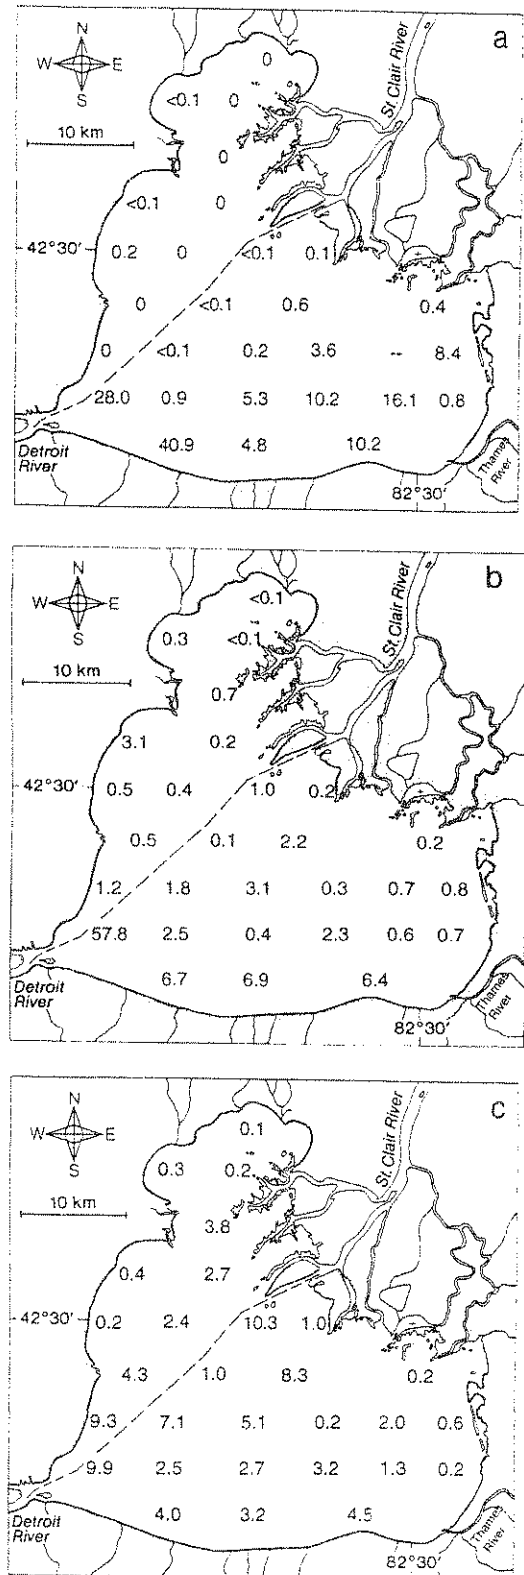 a
N
W E
S
10 km
St. Clair River
0
<0.1 0
0
<0.1 0
42°30′
0.2 0 <0.1 0.1
0 <0.1 0.6 0.4
0 <0.1 0.2 3.6 -- 8.4
28.0 0.9 5.3 10.2 16.1 0.8
40.9 4.8 10.2
Detroit
River
Thames
River
82°30′
b
N
W E
S
10 km
St. Clair River
<0.1
0.3 <0.1
0.7
3.1 0.2
42°30′
0.5 0.4 1.0 0.2
0.5 0.1 2.2 0.2
1.2 1.8 3.1 0.3 0.7 0.8
57.8 2.5 0.4 2.3 0.6 0.7
6.7 6.9 6.4
Detroit
River
Thames
River
82°30′
c
N
W E
S
10 km
St. Clair River
0.1
0.3 0.2
3.8
0.4 2.7
42°30′
0.2 2.4 10.3 1.0
4.3 1.0 8.3 0.2
9.3 7.1 5.1 0.2 2.0 0.6
9.9 2.5 2.7 3.2 1.3 0.2
4.0 3.2 4.5
Detroit
River
Thames
River
82°30′